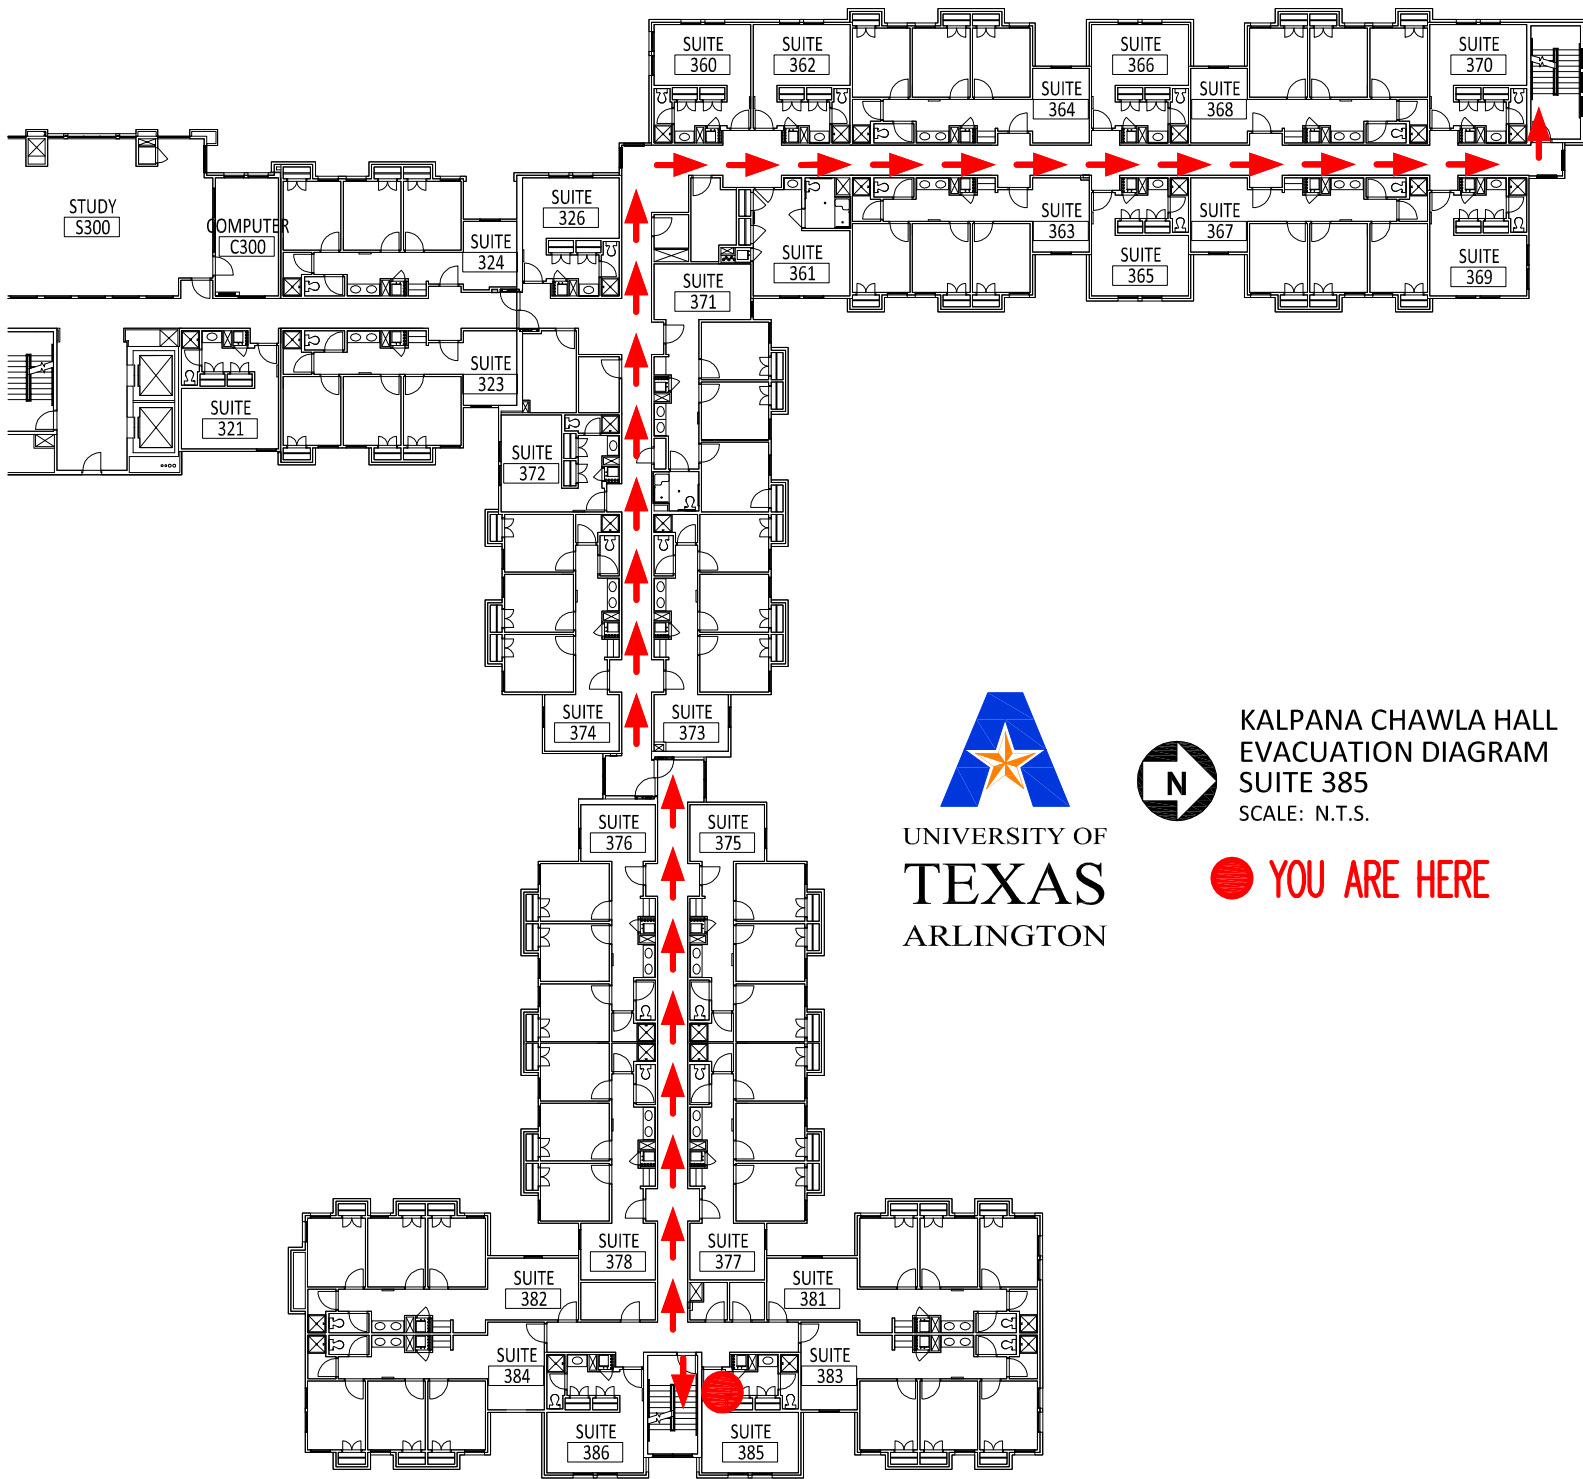 SUITE
360
SUITE
362
SUITE
364
SUITE
366
SUITE
368
SUITE
370
STUDY
S300
COMPUTER
C300
SUITE
324
SUITE
326
SUITE
361
SUITE
363
SUITE
365
SUITE
367
SUITE
369
SUITE
371
SUITE
321
SUITE
323
SUITE
372
SUITE
374
SUITE
373
SUITE
376
SUITE
375
UNIVERSITY OF
TEXAS
ARLINGTON
N
KALPANA CHAWLA HALL
EVACUATION DIAGRAM
SUITE 385
SCALE: N.T.S.
YOU ARE HERE
SUITE
378
SUITE
377
SUITE
382
SUITE
381
SUITE
384
SUITE
383
SUITE
386
SUITE
385